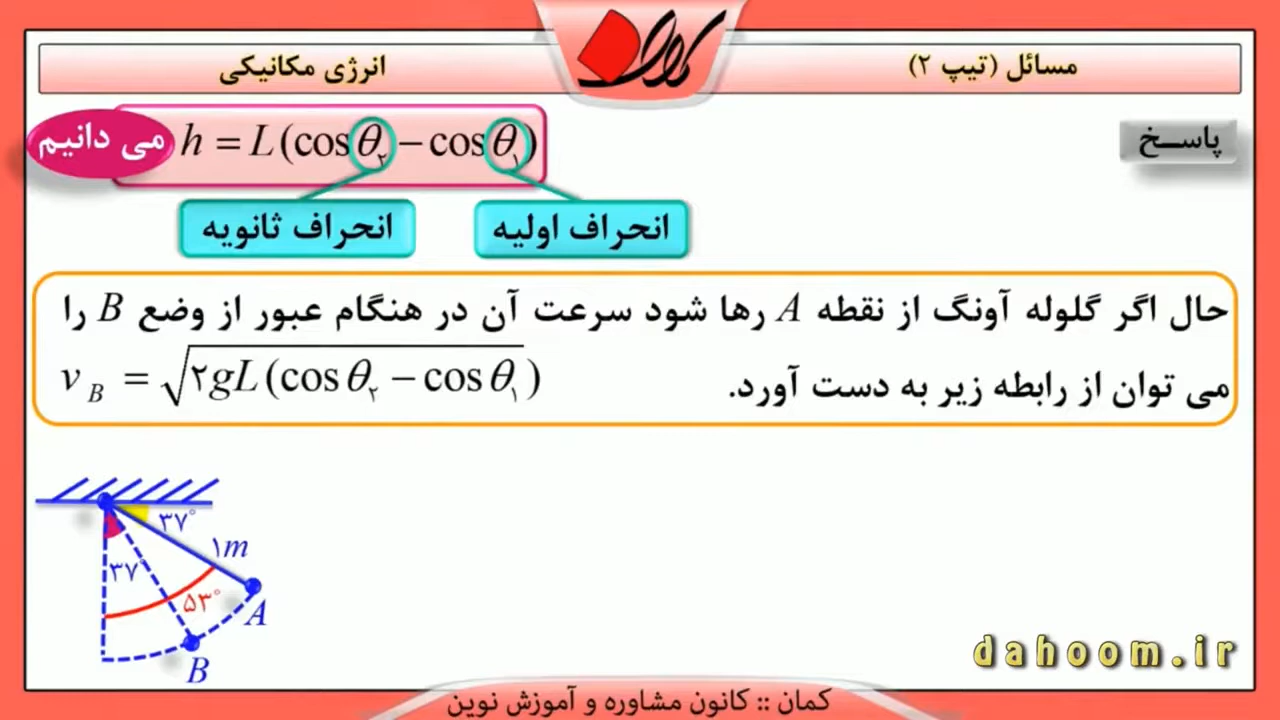 مسائل (تیپ ۲)
انرژی مکانیکی
پاسـخ
می دانیم
h = L(cosθ۲ − cosθ۱)
انحراف اولیه
انحراف ثانویه
حال اگر گلوله آونگ از نقطه A رها شود سرعت آن در هنگام عبور از وضع B را
می توان از رابطه زیر به دست آورد.
vB = √۲gL(cosθ۲ − cosθ۱)
۳۷°
۱m
۳۷°
۵۳°
A
B
dahoom.ir
کمان :: کانون مشاوره و آموزش نوین